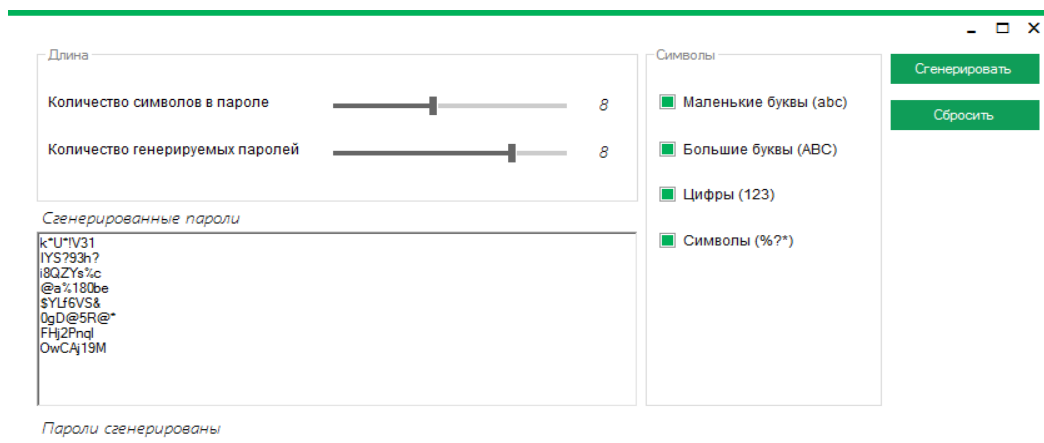 Длина
Количество символов в пароле 8
Количество генерируемых паролей 8
Символы
Маленькие буквы (abc)
Большие буквы (ABC)
Цифры (123)
Символы (%?*)
Сгенерировать
Сбросить
Сгенерированные пароли
k*U*!V31
IYS?93h?
i8QZYs%c
@a%180be
$YLf6VS&
0gD@5R@*
FHj2PnqI
OwCAj19M
Пароли сгенерированы